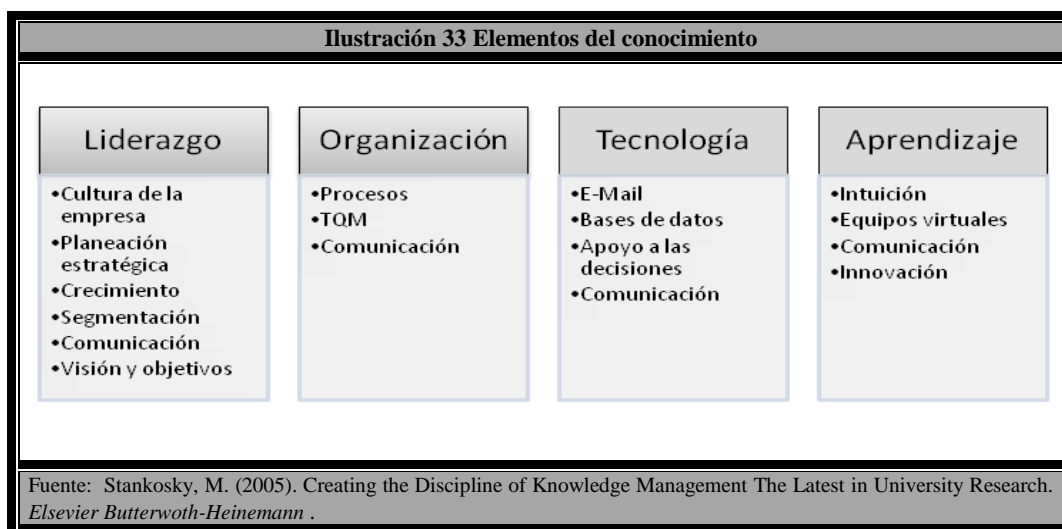 Ilustración 33 Elementos del conocimiento
Liderazgo
•Cultura de la
empresa
•Planeación
estratégica
•Crecimiento
•Segmentación
•Comunicación
•Visión y objetivos
Organización
•Procesos
•TQM
•Comunicación
Tecnología
•E-Mail
•Bases de datos
•Apoyo a las
decisiones
•Comunicación
Aprendizaje
•Intuición
•Equipos virtuales
•Comunicación
•Innovación
Fuente: Stankosky, M. (2005). Creating the Discipline of Knowledge Management The Latest in University Research.
Elsevier Butterwoth-Heinemann .